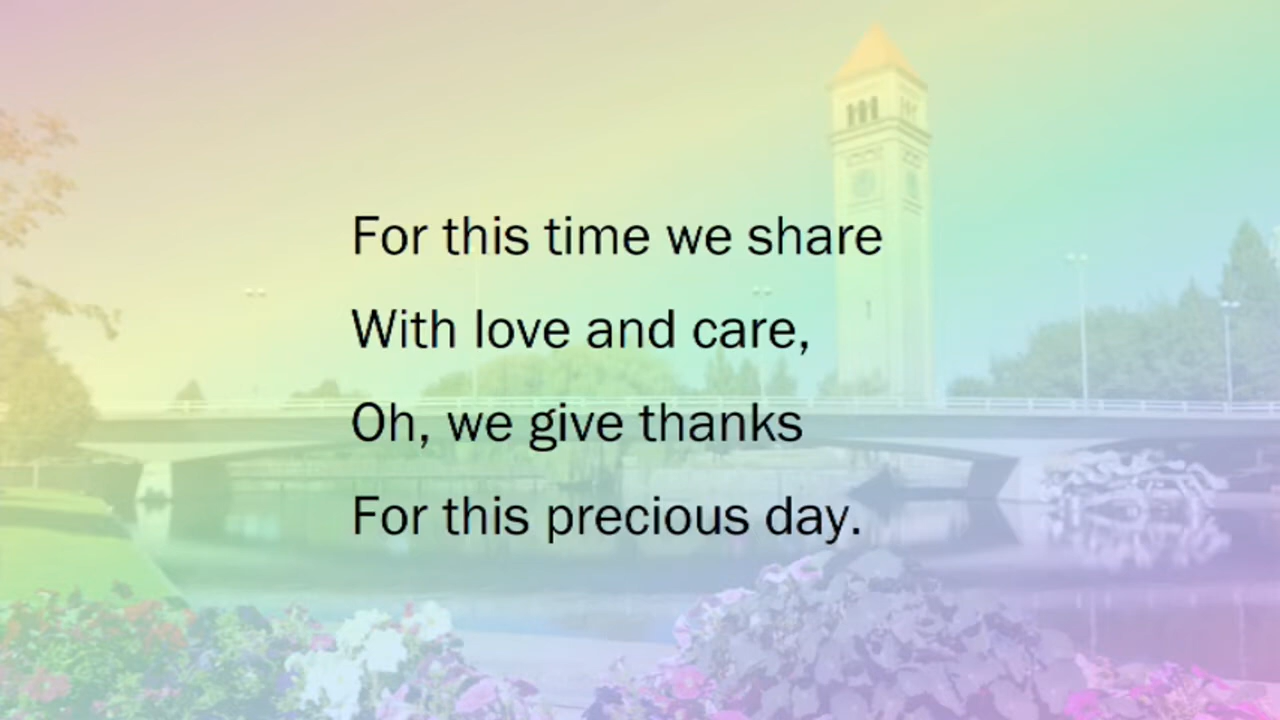 For this time we share
With love and care,
Oh, we give thanks
For this precious day.